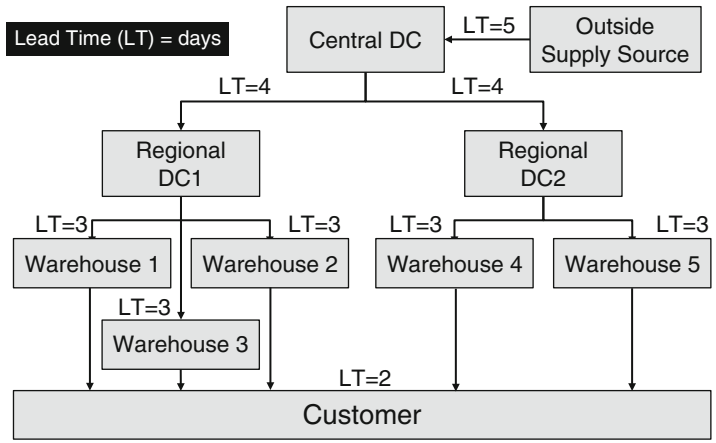 Lead Time (LT) = days
Central DC
LT=5
Outside
Supply Source
LT=4
LT=4
Regional
DC1
Regional
DC2
LT=3
LT=3
LT=3
LT=3
Warehouse 1
Warehouse 2
Warehouse 4
Warehouse 5
LT=3
Warehouse 3
LT=2
Customer